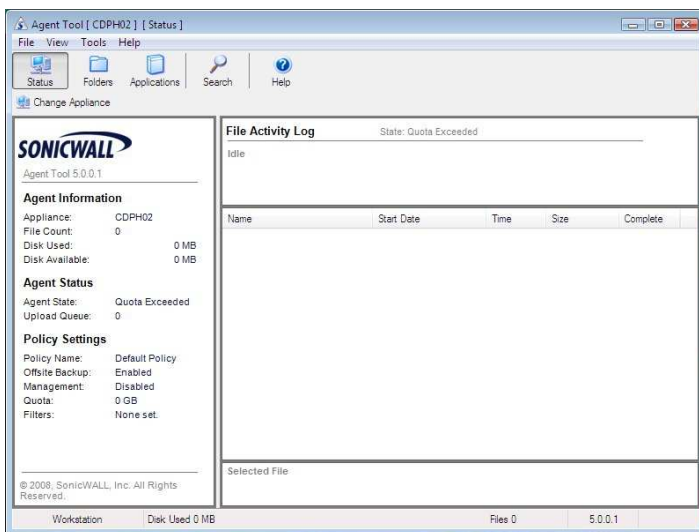 Agent Tool [ CDPH02 ] [ Status ]
File View Tools Help
Status Folders Applications Search Help
Change Appliance
SONICWALL
Agent Tool 5.0.0.1
Agent Information
Appliance: CDPH02
File Count: 0
Disk Used: 0 MB
Disk Available: 0 MB
Agent Status
Agent State: Quota Exceeded
Upload Queue: 0
Policy Settings
Policy Name: Default Policy
Offsite Backup: Enabled
Management: Disabled
Quota: 0 GB
Filters: None set.
© 2008, SonicWALL, Inc. All Rights
Reserved.
File Activity Log State: Quota Exceeded
Idle
Name Start Date Time Size Complete
Selected File
Workstation Disk Used 0 MB Files 0 5.0.0.1